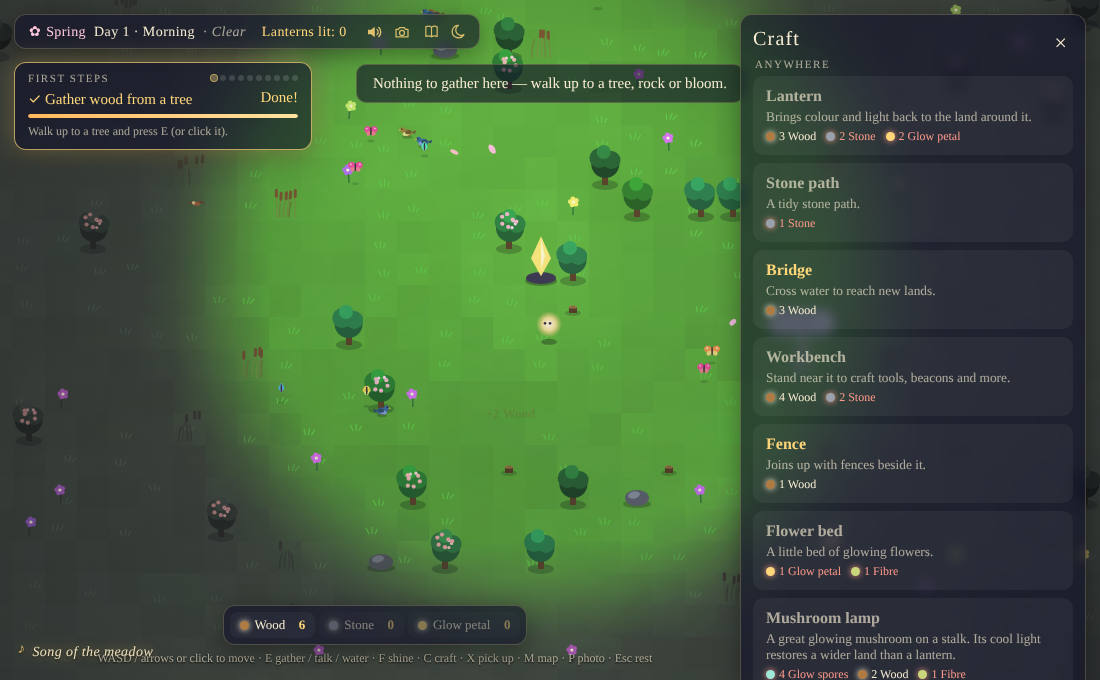 ✿ Spring Day 1 · Morning · Clear Lanterns lit: 0
FIRST STEPS
✓ Gather wood from a tree Done!
Walk up to a tree and press E (or click it).
Nothing to gather here — walk up to a tree, rock or bloom.
+2 Wood
Wood 6 Stone 0 Glow petal 0
♪ Song of the meadow
WASD / arrows or click to move · E gather / talk / water · F shine · C craft · X pick up · M map · P photo · Esc rest
Craft ×
ANYWHERE
Lantern
Brings colour and light back to the land around it.
3 Wood 2 Stone 2 Glow petal
Stone path
A tidy stone path.
1 Stone
Bridge
Cross water to reach new lands.
3 Wood
Workbench
Stand near it to craft tools, beacons and more.
4 Wood 2 Stone
Fence
Joins up with fences beside it.
1 Wood
Flower bed
A little bed of glowing flowers.
1 Glow petal 1 Fibre
Mushroom lamp
A great glowing mushroom on a stalk. Its cool light
restores a wider land than a lantern.
4 Glow spores 2 Wood 1 Fibre